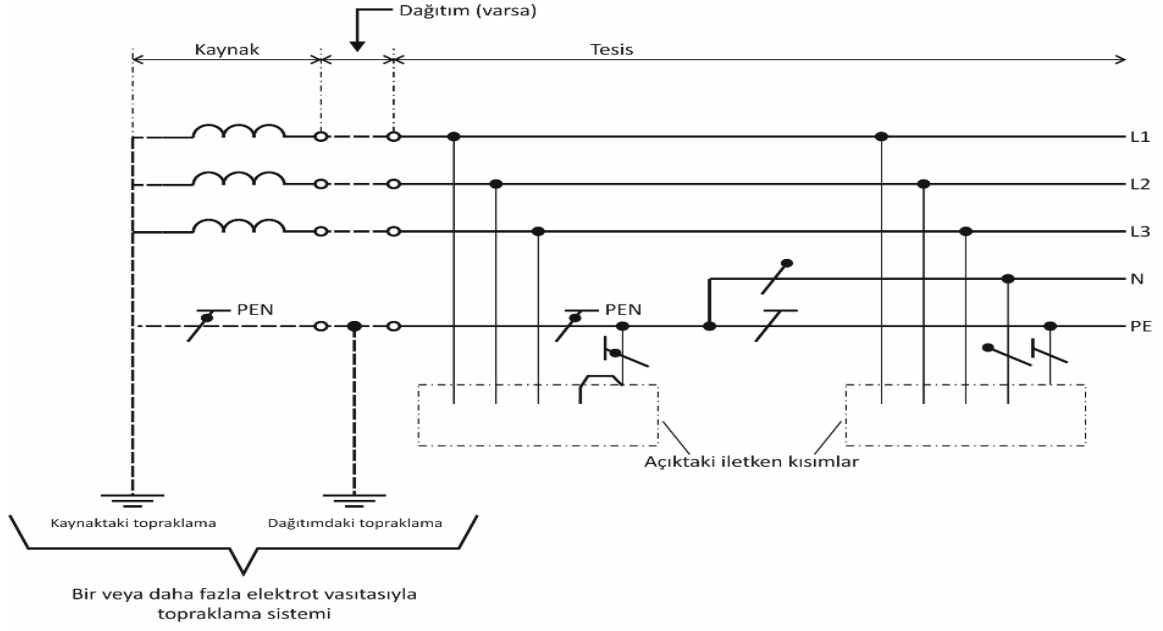 Dağıtım (varsa)
Kaynak
Tesis
L1
L2
L3
N
PEN
PEN
PE
Açıktaki iletken kısımlar
Kaynaktaki topraklama
Dağıtımdaki topraklama
Bir veya daha fazla elektrot vasıtasıyla
topraklama sistemi